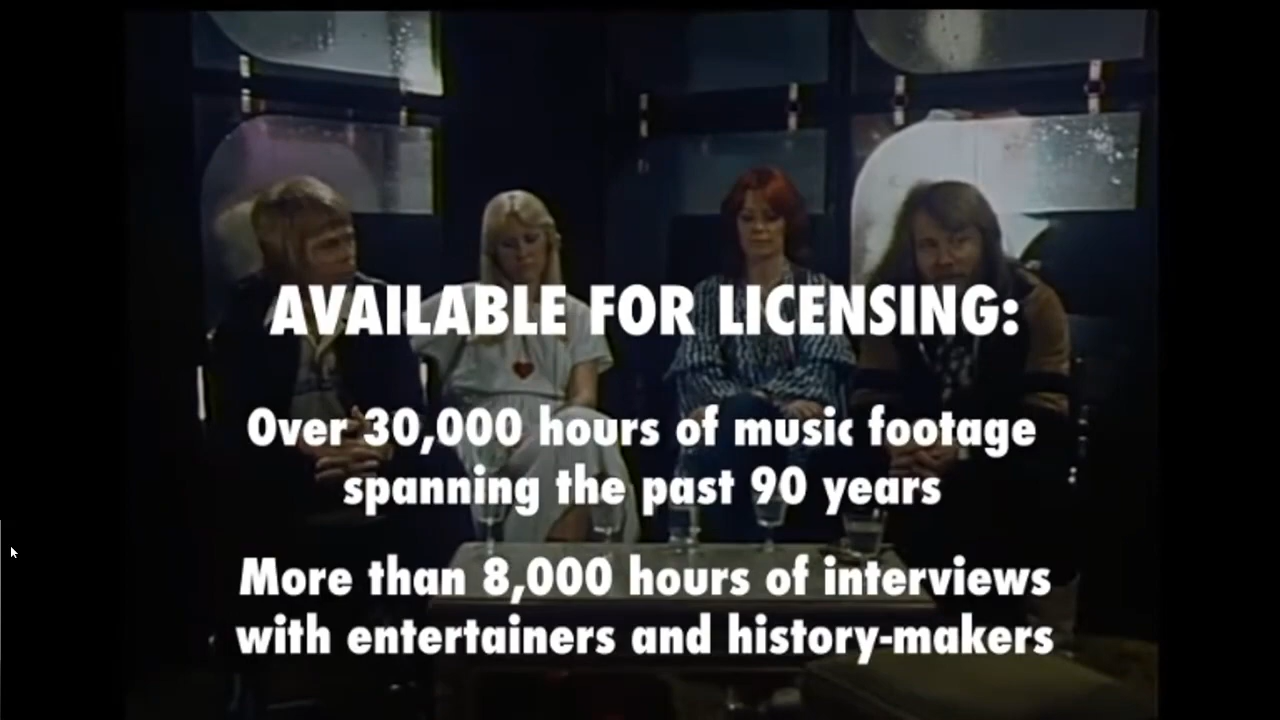 AVAILABLE FOR LICENSING:
Over 30,000 hours of music footage
spanning the past 90 years
More than 8,000 hours of interviews
with entertainers and history-makers